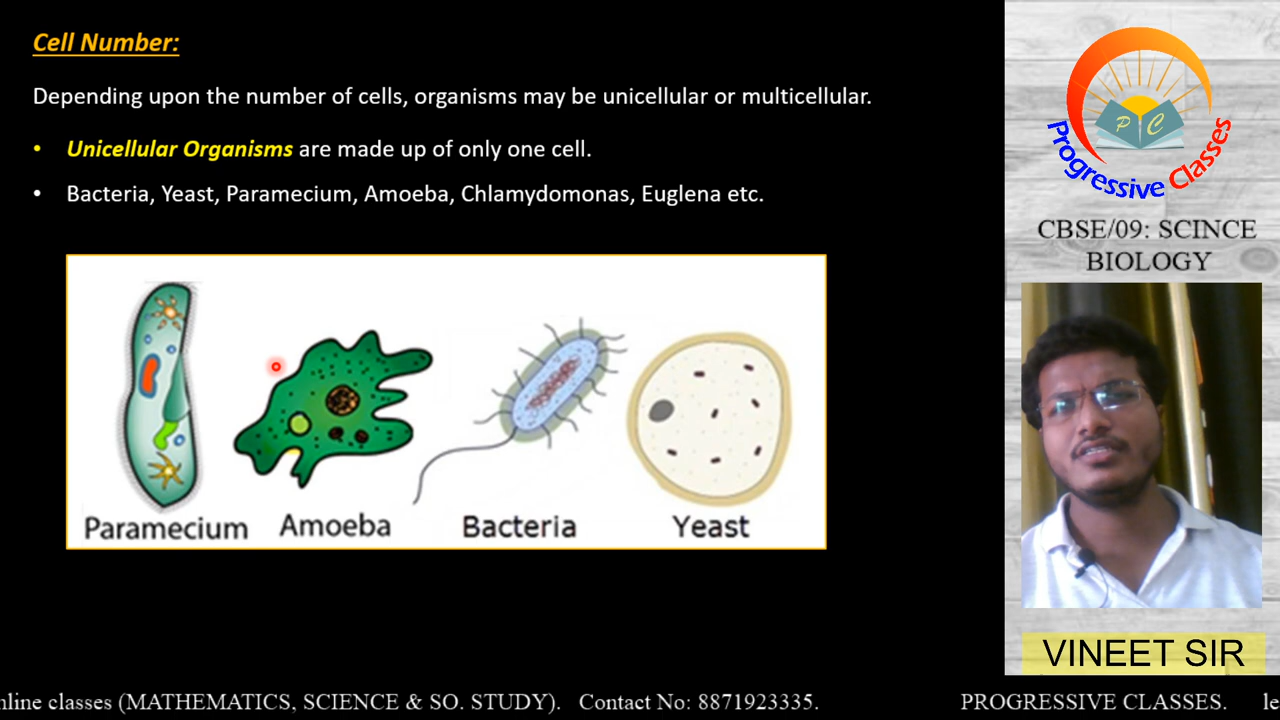 Cell Number:
Depending upon the number of cells, organisms may be unicellular or multicellular.
• Unicellular Organisms are made up of only one cell.
• Bacteria, Yeast, Paramecium, Amoeba, Chlamydomonas, Euglena etc.
Paramecium Amoeba Bacteria Yeast
P C
Progressive Classes
CBSE/09: SCINCE
BIOLOGY
VINEET SIR
nline classes (MATHEMATICS, SCIENCE & SO. STUDY). Contact No: 8871923335. PROGRESSIVE CLASSES. le